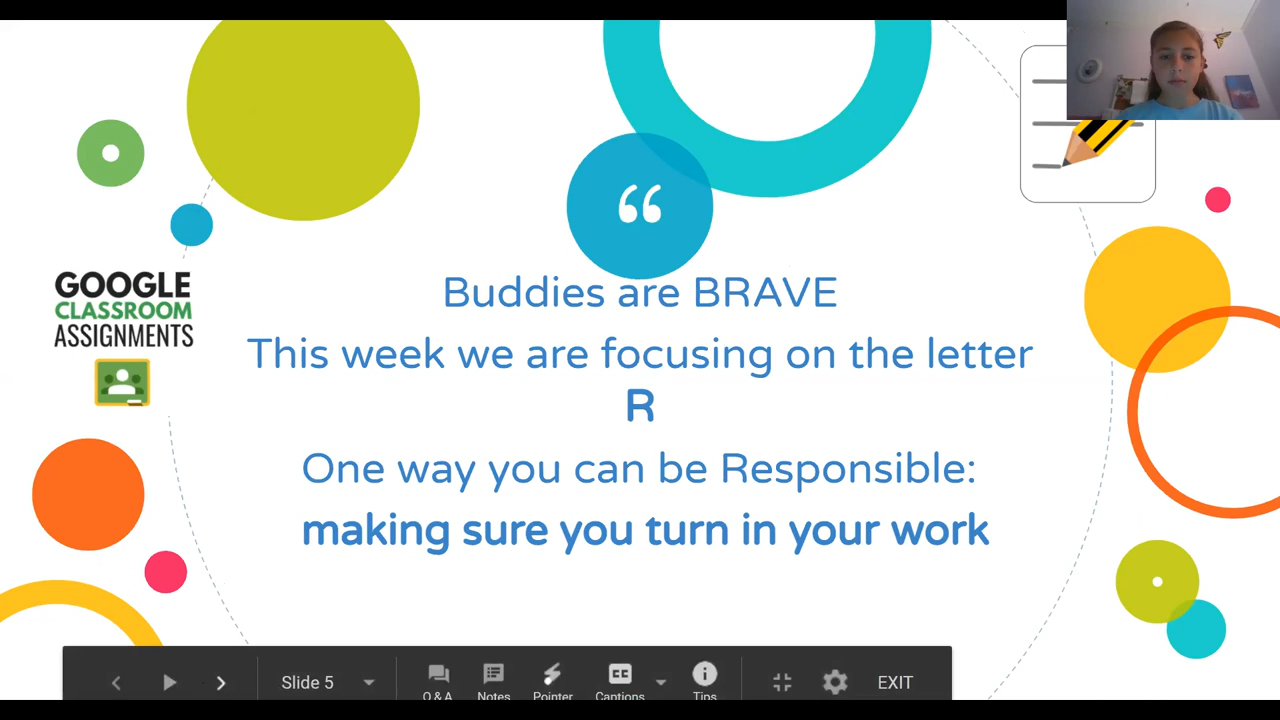 “
Buddies are BRAVE
GOOGLE
CLASSROOM
ASSIGNMENTS
This week we are focusing on the letter
R
One way you can be Responsible:
making sure you turn in your work
Slide 5
Q & A
Notes
Pointer
CC
Captions
Tips
EXIT